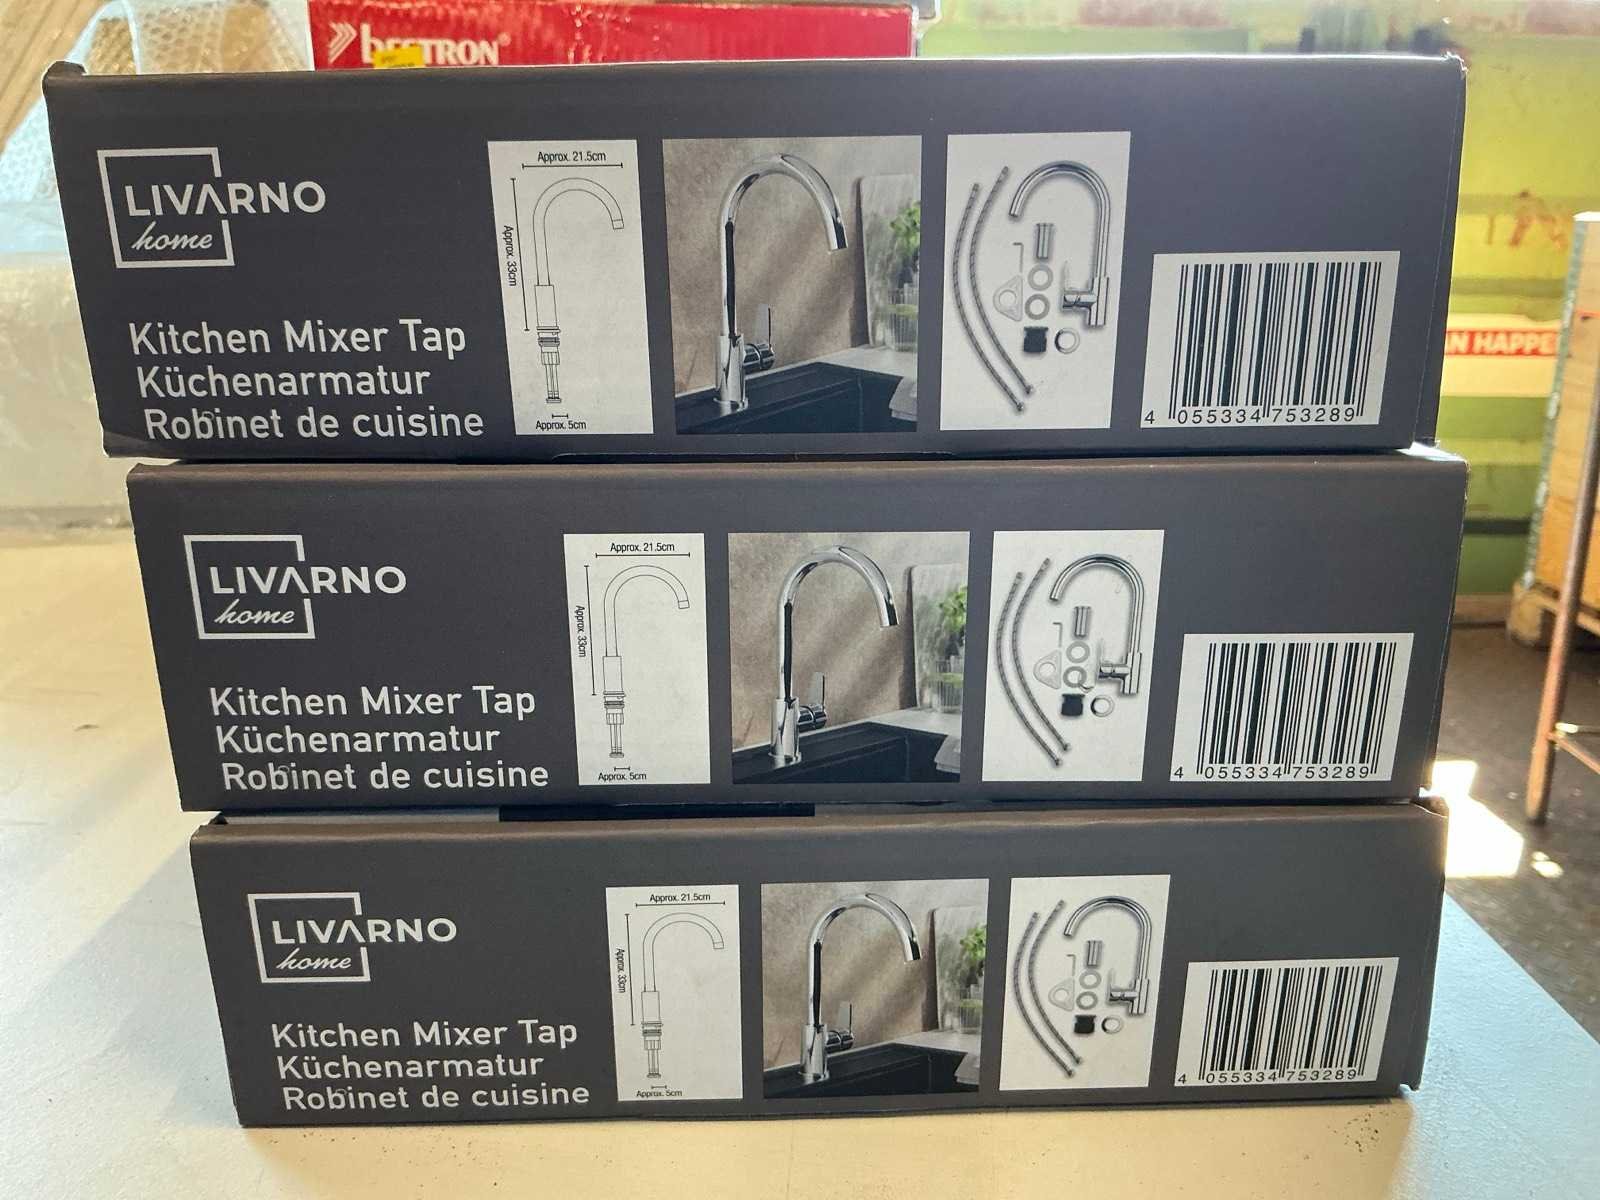 BESTRON®
LIVARNO
home
Kitchen Mixer Tap
Küchenarmatur
Robinet de cuisine
Approx. 21.5cm
Approx. 33cm
Approx. 5cm
4 055334 753289
N HAPPE
LIVARNO
home
Kitchen Mixer Tap
Küchenarmatur
Robinet de cuisine
Approx. 21.5cm
Approx. 33cm
Approx. 5cm
4 055334 753289
LIVARNO
home
Kitchen Mixer Tap
Küchenarmatur
Robinet de cuisine
Approx. 21.5cm
Approx. 33cm
Approx. 5cm
4 055334 753289